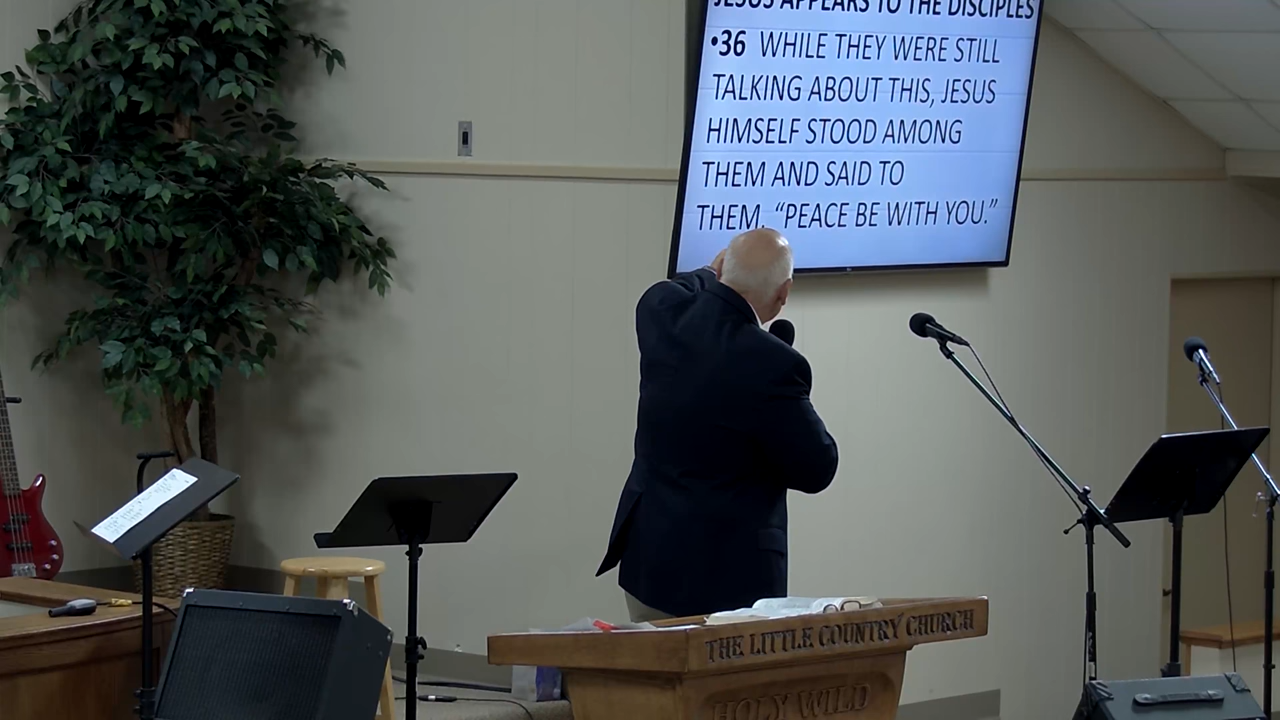 JESUS APPEARS TO THE DISCIPLES
•36 WHILE THEY WERE STILL
TALKING ABOUT THIS, JESUS
HIMSELF STOOD AMONG
THEM AND SAID TO
THEM, “PEACE BE WITH YOU.”
THE LITTLE COUNTRY CHURCH
HOLY WILD